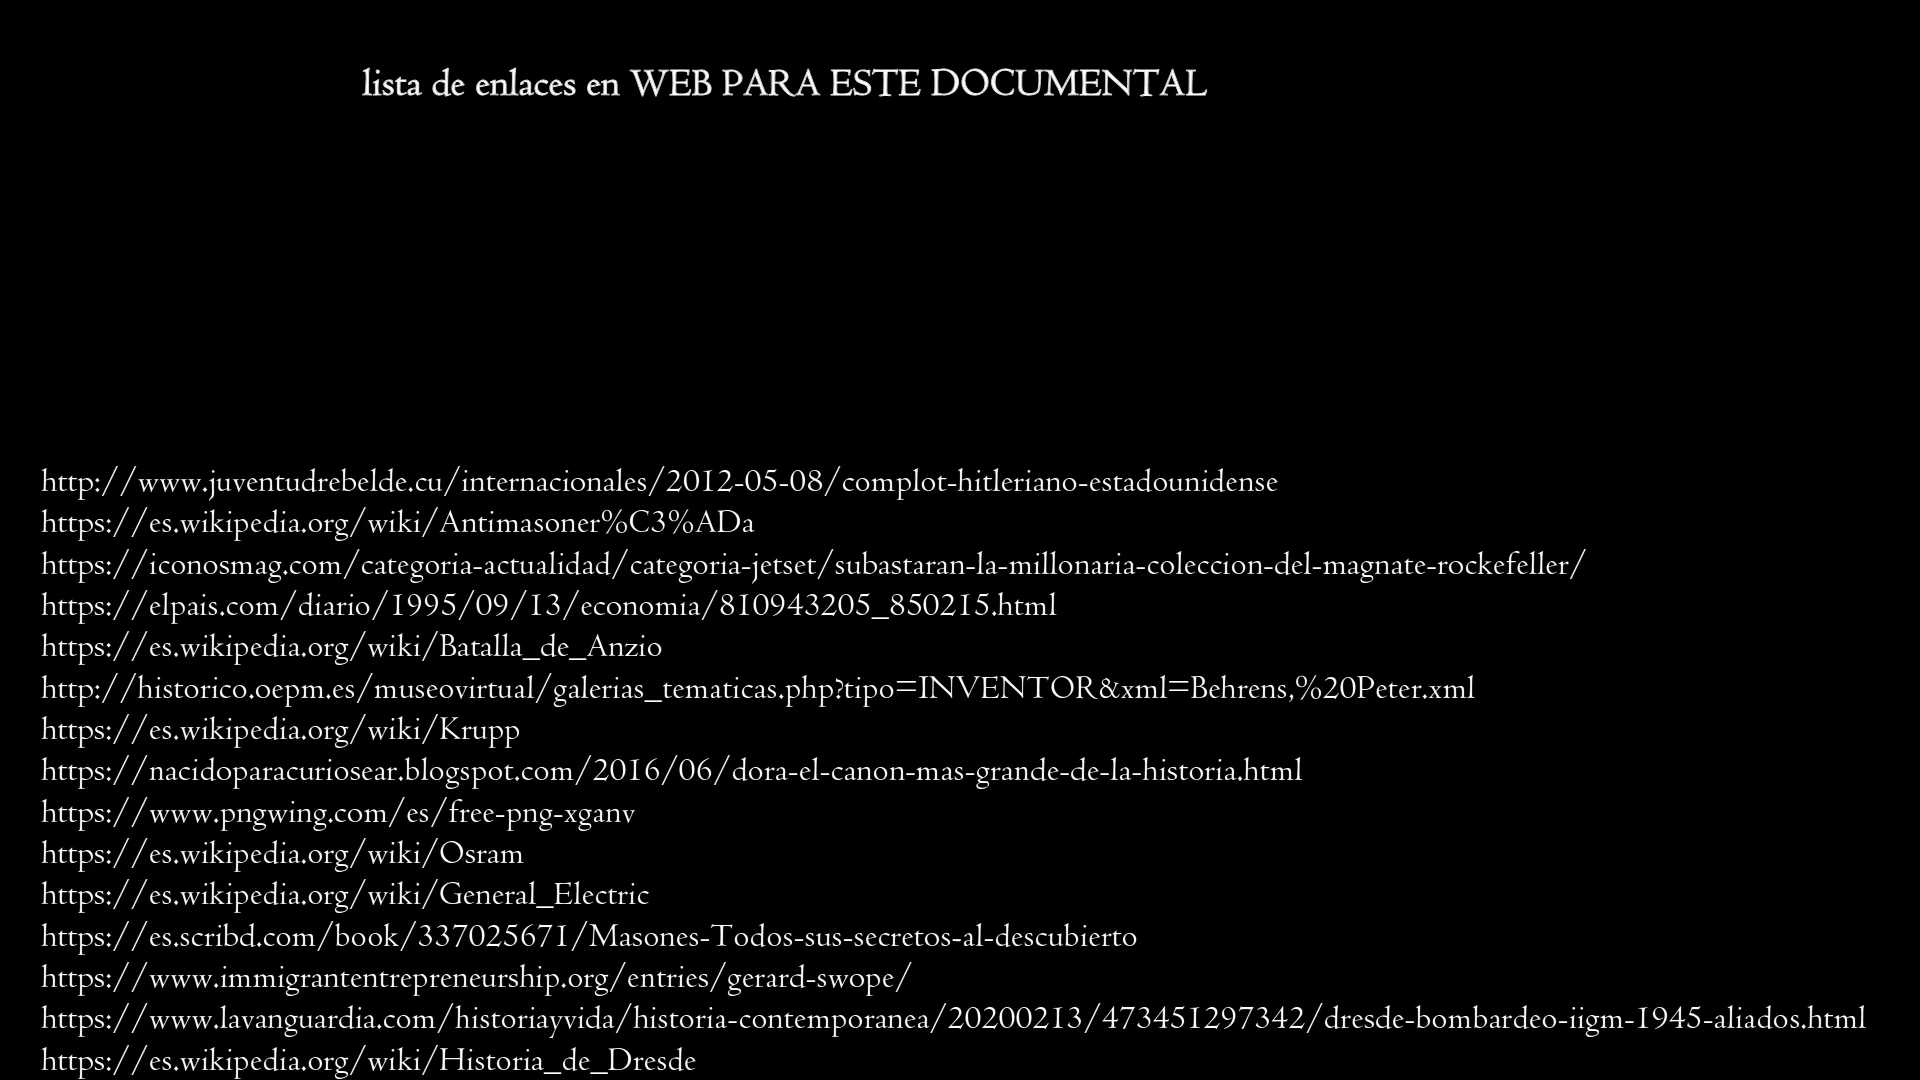 lista de enlaces en WEB PARA ESTE DOCUMENTAL
http://www.juventudrebelde.cu/internacionales/2012-05-08/complot-hitleriano-estadounidense
https://es.wikipedia.org/wiki/Antimasoner%C3%ADa
https://iconosmag.com/categoria-actualidad/categoria-jetset/subastaran-la-millonaria-coleccion-del-magnate-rockefeller/
https://elpais.com/diario/1995/09/13/economia/810943205_850215.html
https://es.wikipedia.org/wiki/Batalla_de_Anzio
http://historico.oepm.es/museovirtual/galerias_tematicas.php?tipo=INVENTOR&xml=Behrens,%20Peter.xml
https://es.wikipedia.org/wiki/Krupp
https://nacidoparacuriosear.blogspot.com/2016/06/dora-el-canon-mas-grande-de-la-historia.html
https://www.pngwing.com/es/free-png-xganv
https://es.wikipedia.org/wiki/Osram
https://es.wikipedia.org/wiki/General_Electric
https://es.scribd.com/book/337025671/Masones-Todos-sus-secretos-al-descubierto
https://www.immigrantentrepreneurship.org/entries/gerard-swope/
https://www.lavanguardia.com/historiayvida/historia-contemporanea/20200213/473451297342/dresde-bombardeo-iigm-1945-aliados.html
https://es.wikipedia.org/wiki/Historia_de_Dresde